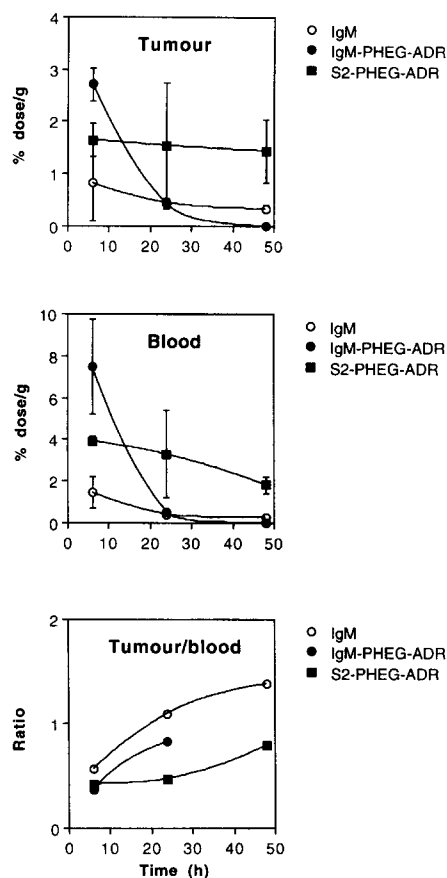 Tumour
% dose/g
4
3
2
1
0
0 10 20 30 40 50
IgM
IgM-PHEG-ADR
S2-PHEG-ADR
Blood
% dose/g
10
8
6
4
2
0
0 10 20 30 40 50
IgM
IgM-PHEG-ADR
S2-PHEG-ADR
Tumour/blood
Ratio
2
1
0
0 10 20 30 40 50
Time (h)
IgM
IgM-PHEG-ADR
S2-PHEG-ADR